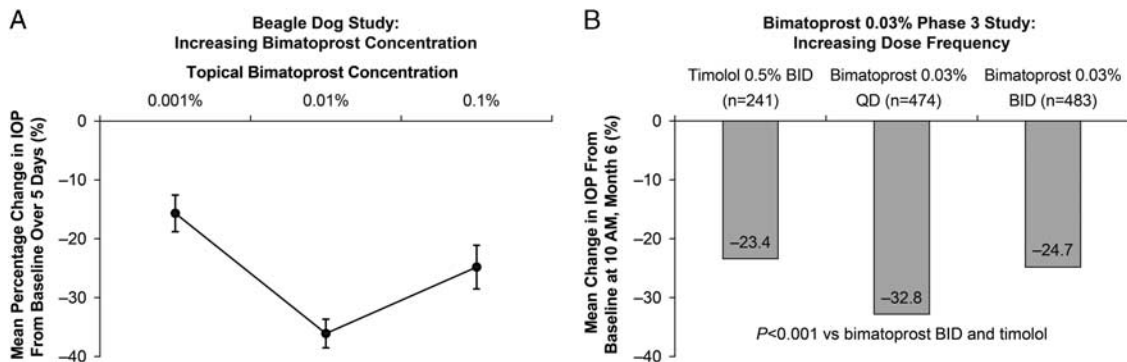 A
Beagle Dog Study:
Increasing Bimatoprost Concentration
Topical Bimatoprost Concentration
0.001%
0.01%
0.1%
Mean Percentage Change in IOP
From Baseline Over 5 Days (%)
0
–10
–20
–30
–40
B
Bimatoprost 0.03% Phase 3 Study:
Increasing Dose Frequency
Timolol 0.5% BID
(n=241)
Bimatoprost 0.03%
QD (n=474)
Bimatoprost 0.03%
BID (n=483)
Mean Change in IOP From
Baseline at 10 AM, Month 6 (%)
0
–10
–20
–30
–40
–23.4
–32.8
–24.7
P<0.001 vs bimatoprost BID and timolol